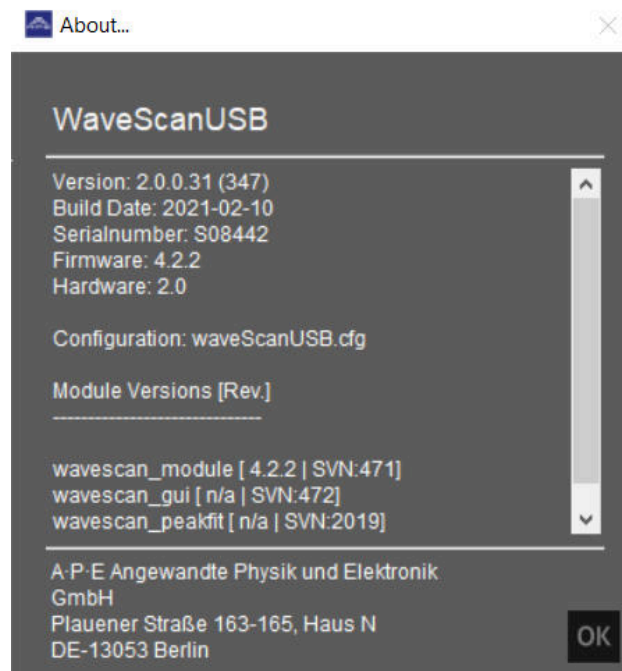 About...
WaveScanUSB
Version: 2.0.0.31 (347)
Build Date: 2021-02-10
Serialnumber: S08442
Firmware: 4.2.2
Hardware: 2.0
Configuration: waveScanUSB.cfg
Module Versions [Rev.]
------------------------------
wavescan_module [ 4.2.2 | SVN:471]
wavescan_gui [ n/a | SVN:472]
wavescan_peakfit [ n/a | SVN:2019]
A·P·E Angewandte Physik und Elektronik
GmbH
Plauener Straße 163-165, Haus N
DE-13053 Berlin
OK